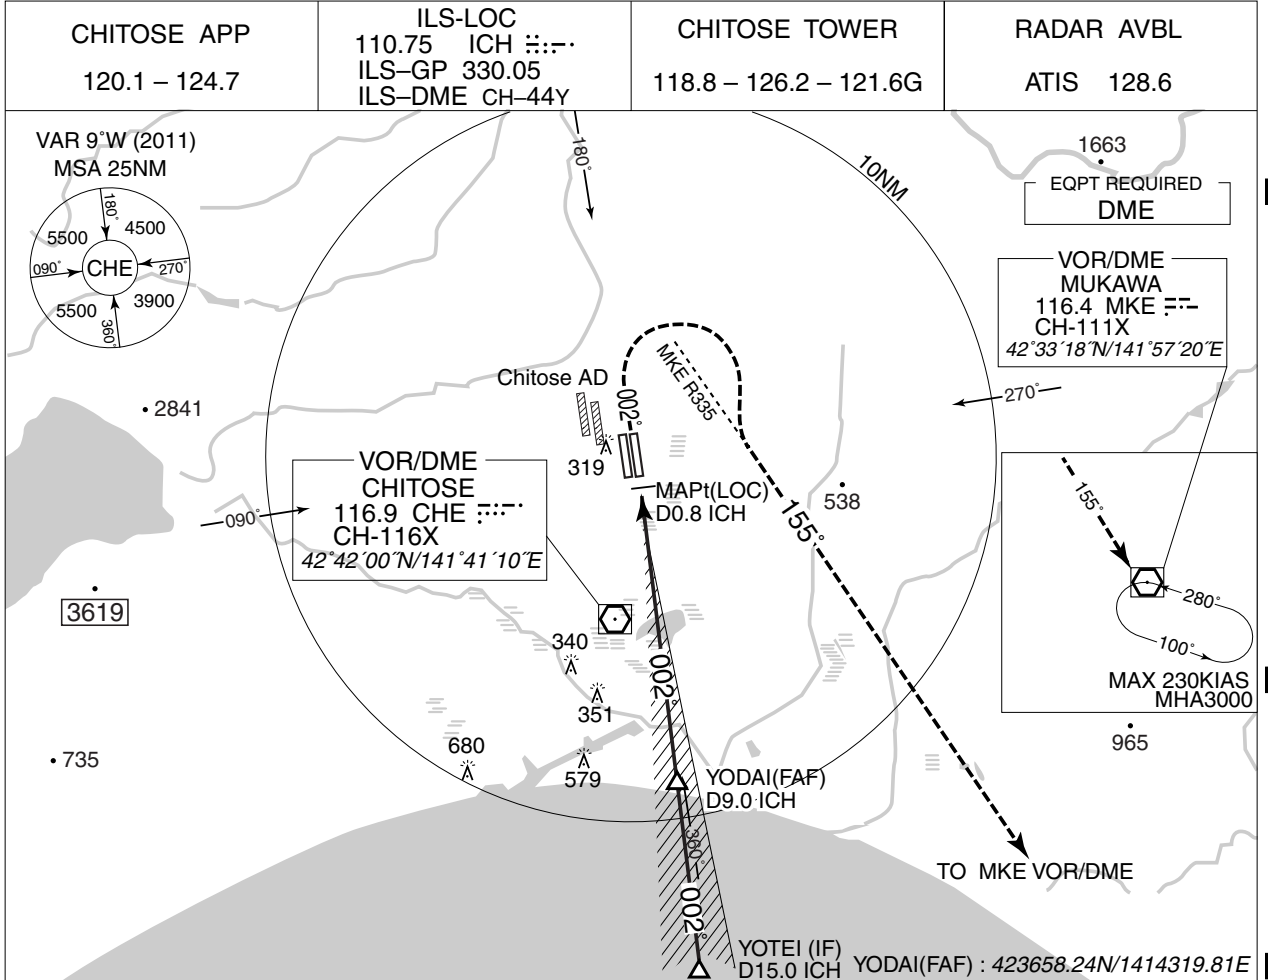 CHITOSE APP
120.1 – 124.7
ILS-LOC
110.75 ICH
ILS–GP 330.05
ILS–DME CH–44Y
CHITOSE TOWER
118.8 – 126.2 – 121.6G
RADAR AVBL
ATIS 128.6
VAR 9°W (2011)
MSA 25NM
180°
5500
4500
090°
CHE
270°
5500
3900
360°
180°
10NM
1663
EQPT REQUIRED
DME
VOR/DME
MUKAWA
116.4 MKE
CH-111X
42°33´18˝N/141°57´20˝E
Chitose AD
002°
MKE R335
2841
319
270°
VOR/DME
CHITOSE
116.9 CHE
CH-116X
42°42´00˝N/141°41´10˝E
090°
MAPt(LOC)
D0.8 ICH
538
155°
155°
3619
280°
100°
MAX 230KIAS
MHA3000
340
351
002°
680
579
735
965
YODAI(FAF)
D9.0 ICH
360°
002°
TO MKE VOR/DME
YOTEI (IF)
D15.0 ICH
YODAI(FAF) : 423658.24N/1414319.81E